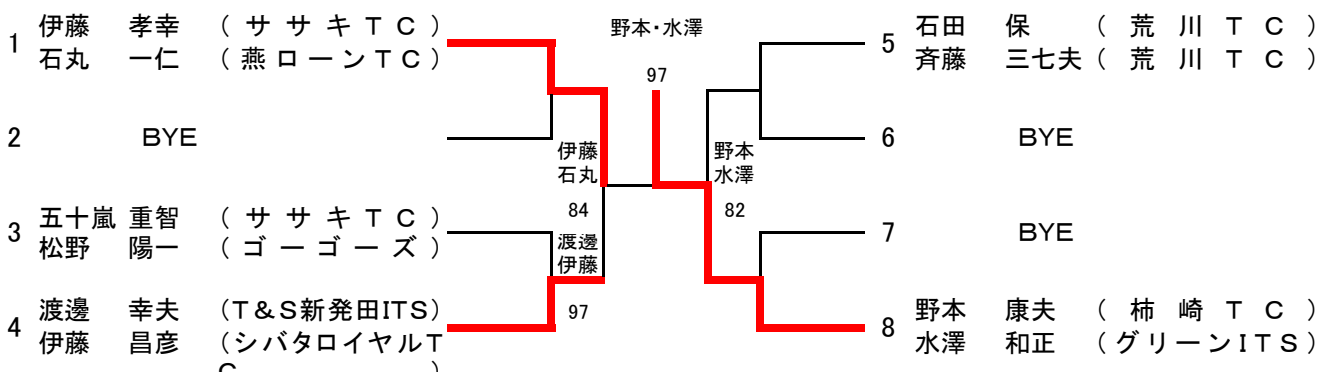 1
伊藤 孝幸 (ササキTC)
石丸 一仁 (燕ローンTC)
2 BYE
3
五十嵐 重智 (ササキTC)
松野 陽一 (ゴーゴーズ)
4
渡邊 幸夫 (T&S新発田ITS)
伊藤 昌彦 (シバタロイヤルT
C)
伊藤
石丸
84
渡邊
伊藤
97
野本・水澤
97
野本
水澤
82
5
石田 保 (荒川TC)
斉藤 三七夫 (荒川TC)
6 BYE
7 BYE
8
野本 康夫 (柿崎TC)
水澤 和正 (グリーンITS)